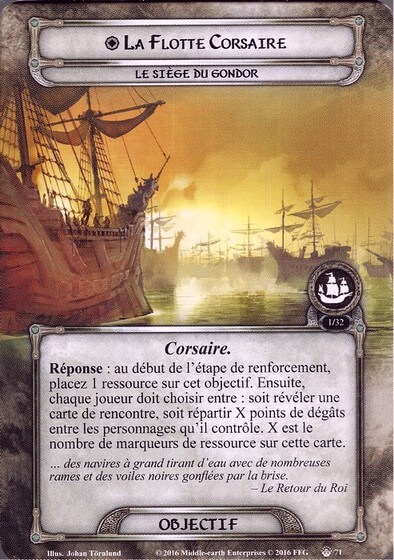 La Flotte Corsaire
Le Siège du Gondor
1/32
Corsaire.
Réponse : au début de l'étape de renforcement,
placez 1 ressource sur cet objectif. Ensuite,
chaque joueur doit choisir entre : soit révéler une
carte de rencontre, soit répartir X points de dégâts
entre les personnages qu'il contrôle. X est le
nombre de marqueurs de ressource sur cette carte.
... des navires à grand tirant d'eau avec de nombreuses
rames et des voiles noires gonflées par la brise.
– Le Retour du Roi
Objectif
Illus. Johan Törnlund © 2016 Middle-earth Enterprises © 2016 FFG 71